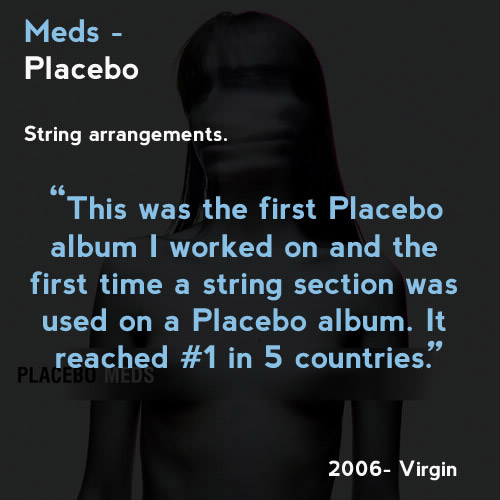 Meds -
Placebo
String arrangements.
“This was the first Placebo
album I worked on and the
first time a string section was
used on a Placebo album. It
reached #1 in 5 countries.”
PLACEBO MEDS
2006- Virgin